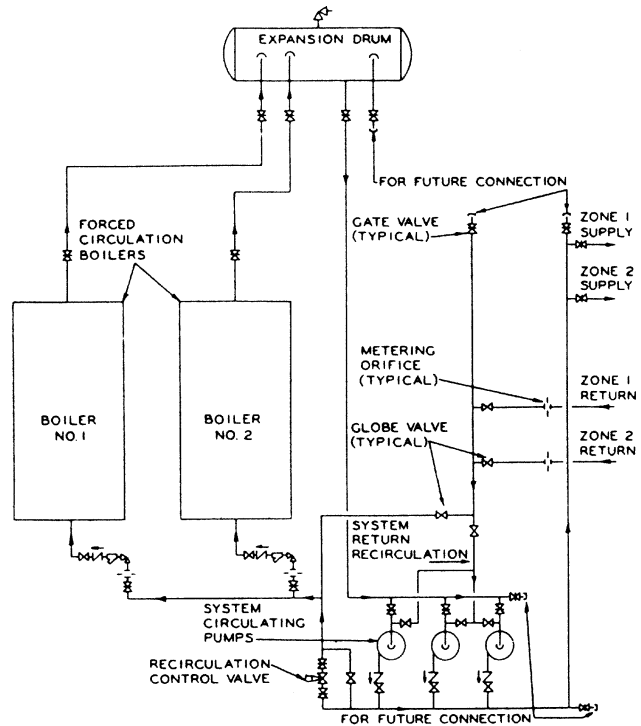 EXPANSION DRUM
FOR FUTURE CONNECTION
FORCED
CIRCULATION
BOILERS
GATE VALVE
(TYPICAL)
ZONE 1
SUPPLY
ZONE 2
SUPPLY
METERING
ORIFICE
(TYPICAL)
ZONE 1
RETURN
BOILER
NO. 1
BOILER
NO. 2
GLOBE VALVE
(TYPICAL)
ZONE 2
RETURN
SYSTEM
RETURN
RECIRCULATION
SYSTEM
CIRCULATING
PUMPS
RECIRCULATION
CONTROL VALVE
FOR FUTURE CONNECTION